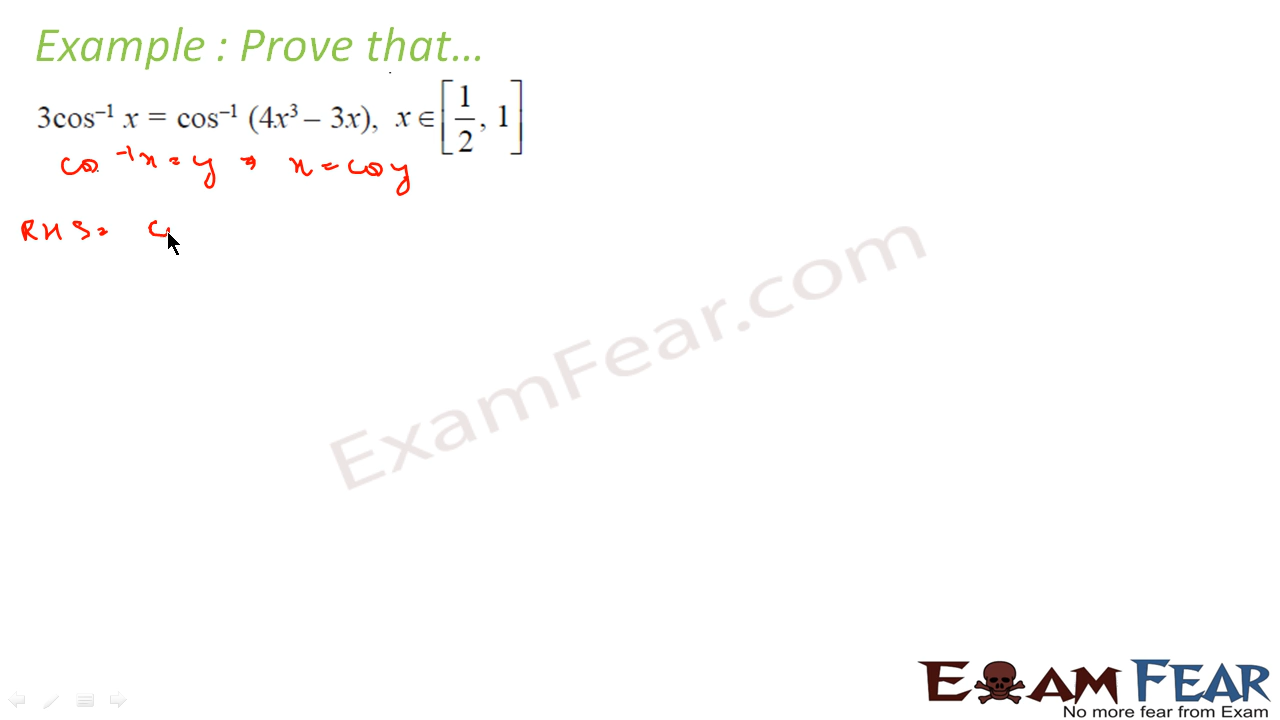 Example : Prove that...
3cos⁻¹ x = cos⁻¹ (4x³ – 3x), x ∈ [1/2, 1]
cos⁻¹x = y ⇒ x = cos y
RHS = c
ExamFear.com
EXAM FEAR
No more fear from Exam